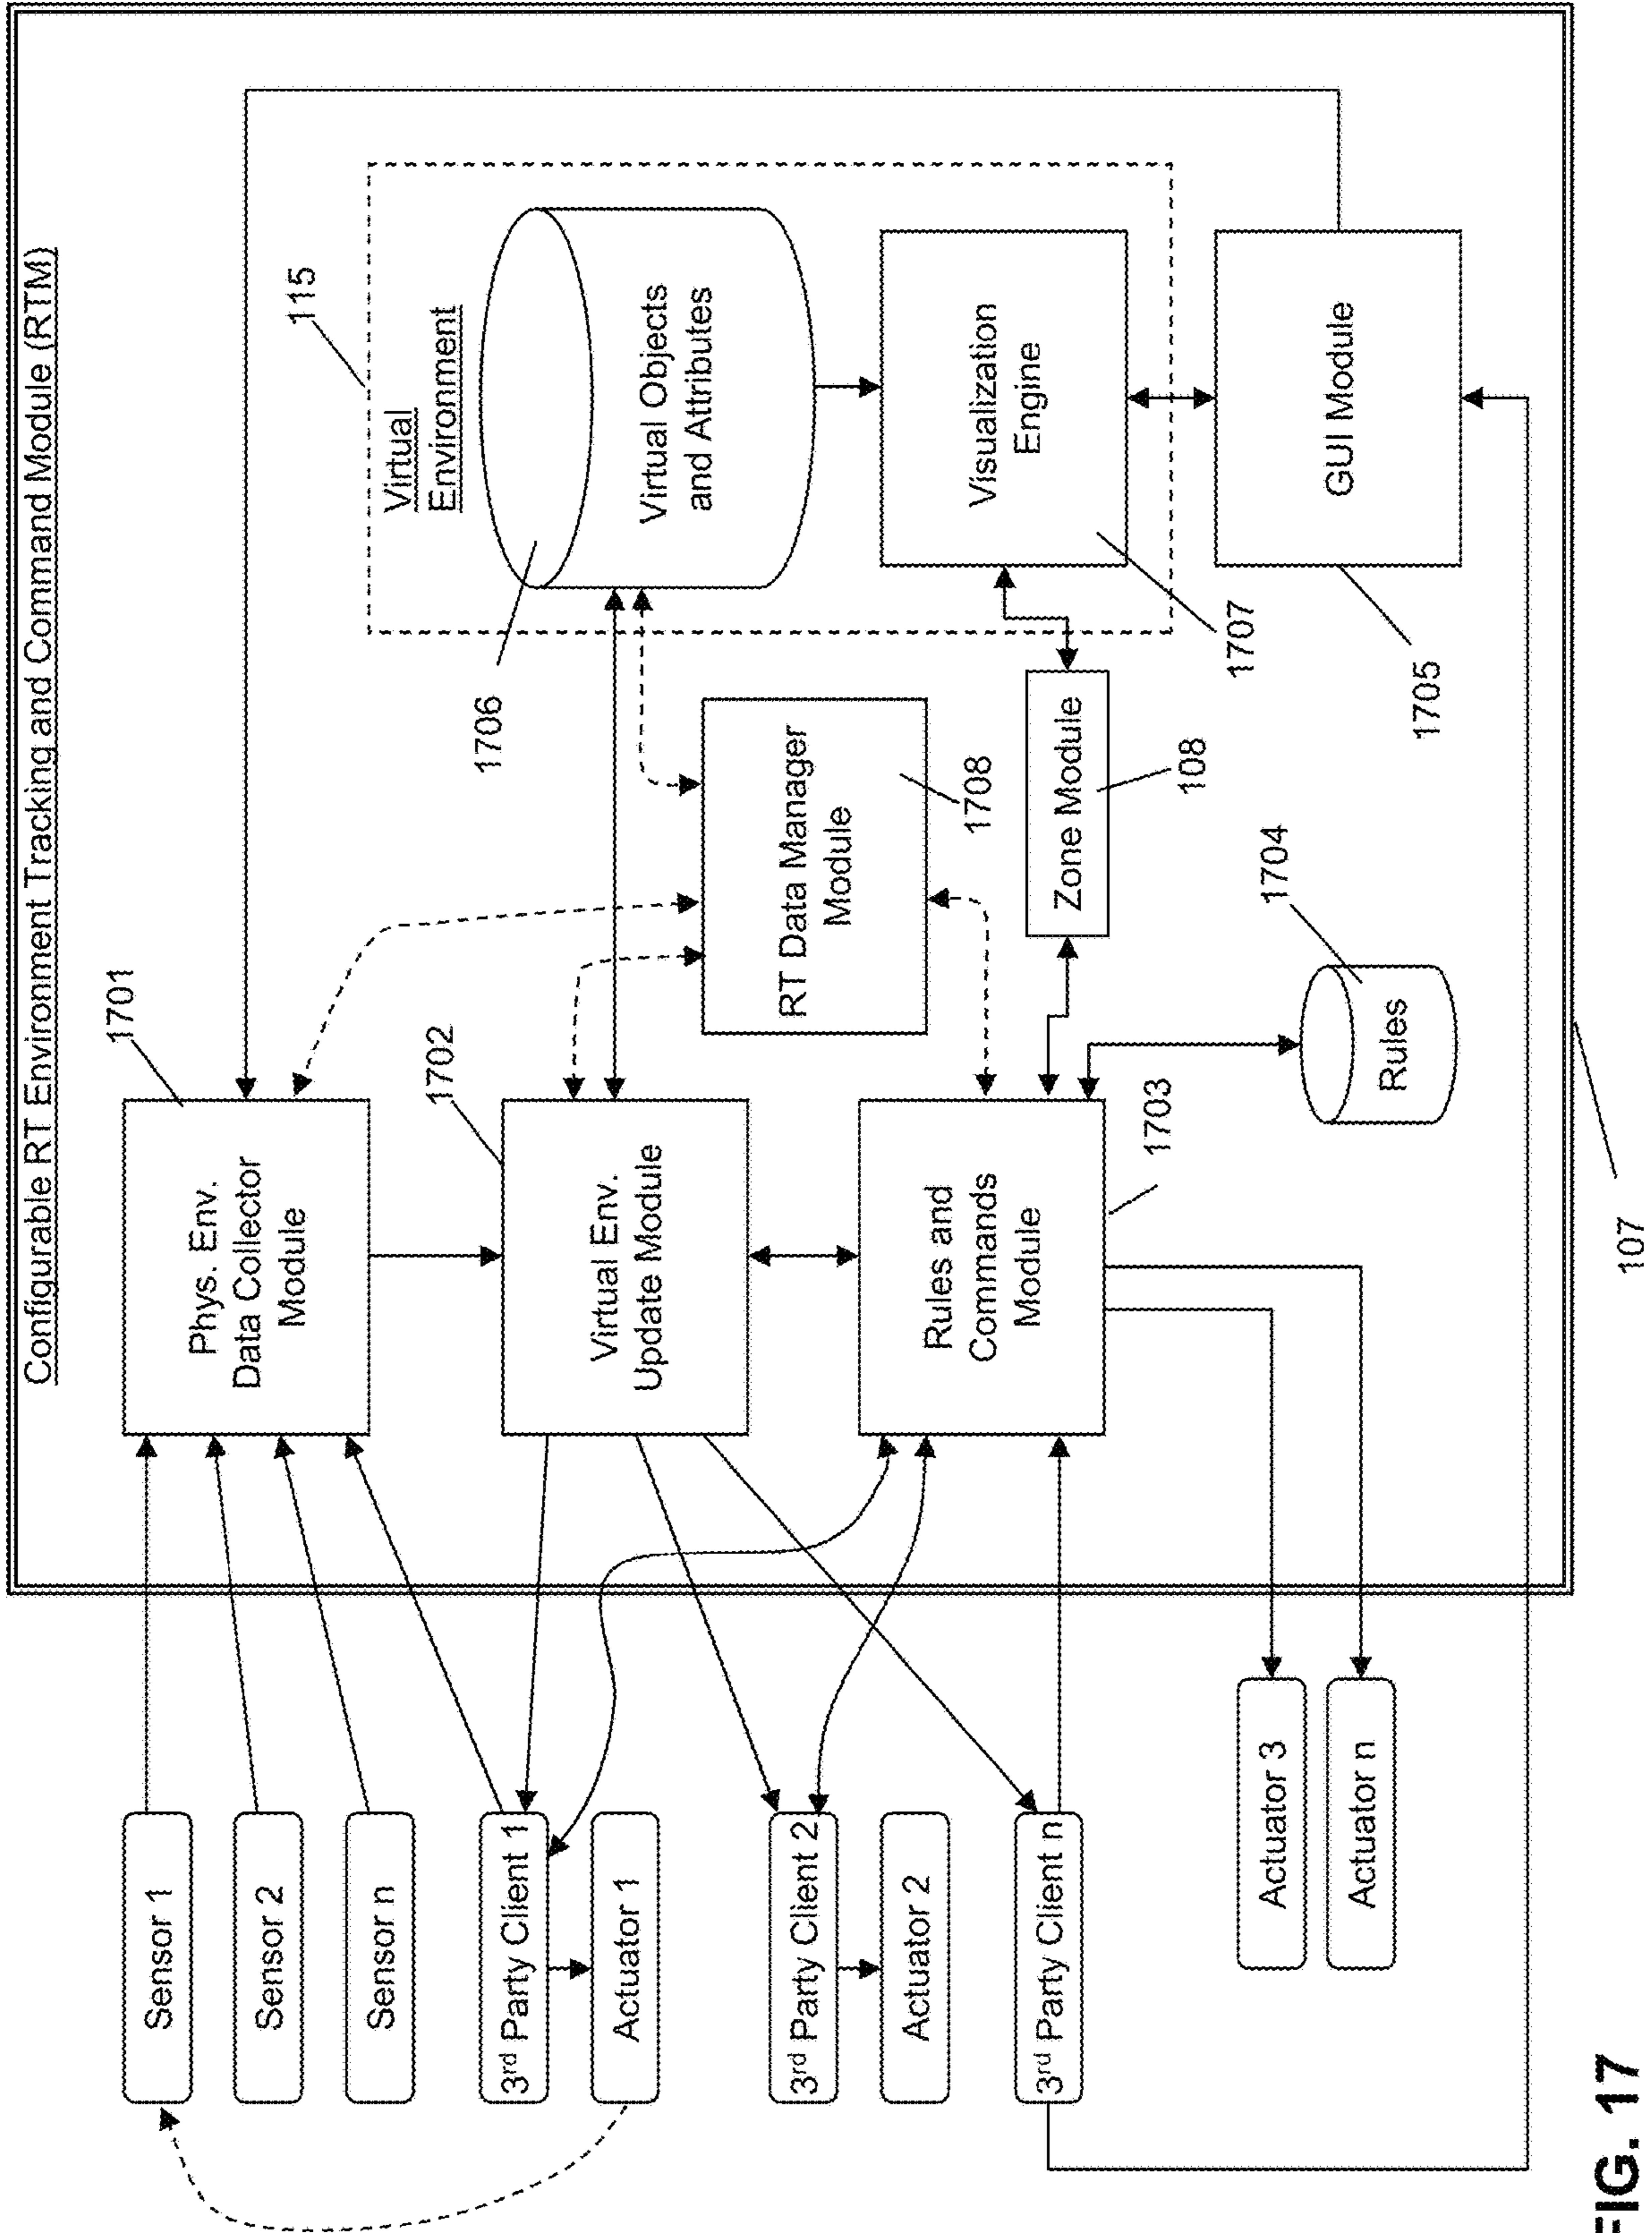 Configurable RT Environment Tracking and Command Module (RTM)
Sensor 1
Sensor 2
Sensor n
3rd Party Client 1
Actuator 1
3rd Party Client 2
Actuator 2
3rd Party Client n
Actuator 3
Actuator n
1701
Phys. Env.
Data Collector
Module
1702
Virtual Env.
Update Module
Rules and
Commands
Module
1703
1704
Rules
RT Data Manager
Module
1708
Zone Module
108
115
Virtual
Environment
1706
Virtual Objects
and Attributes
Visualization
Engine
1707
GUI Module
1705
107
FIG. 17